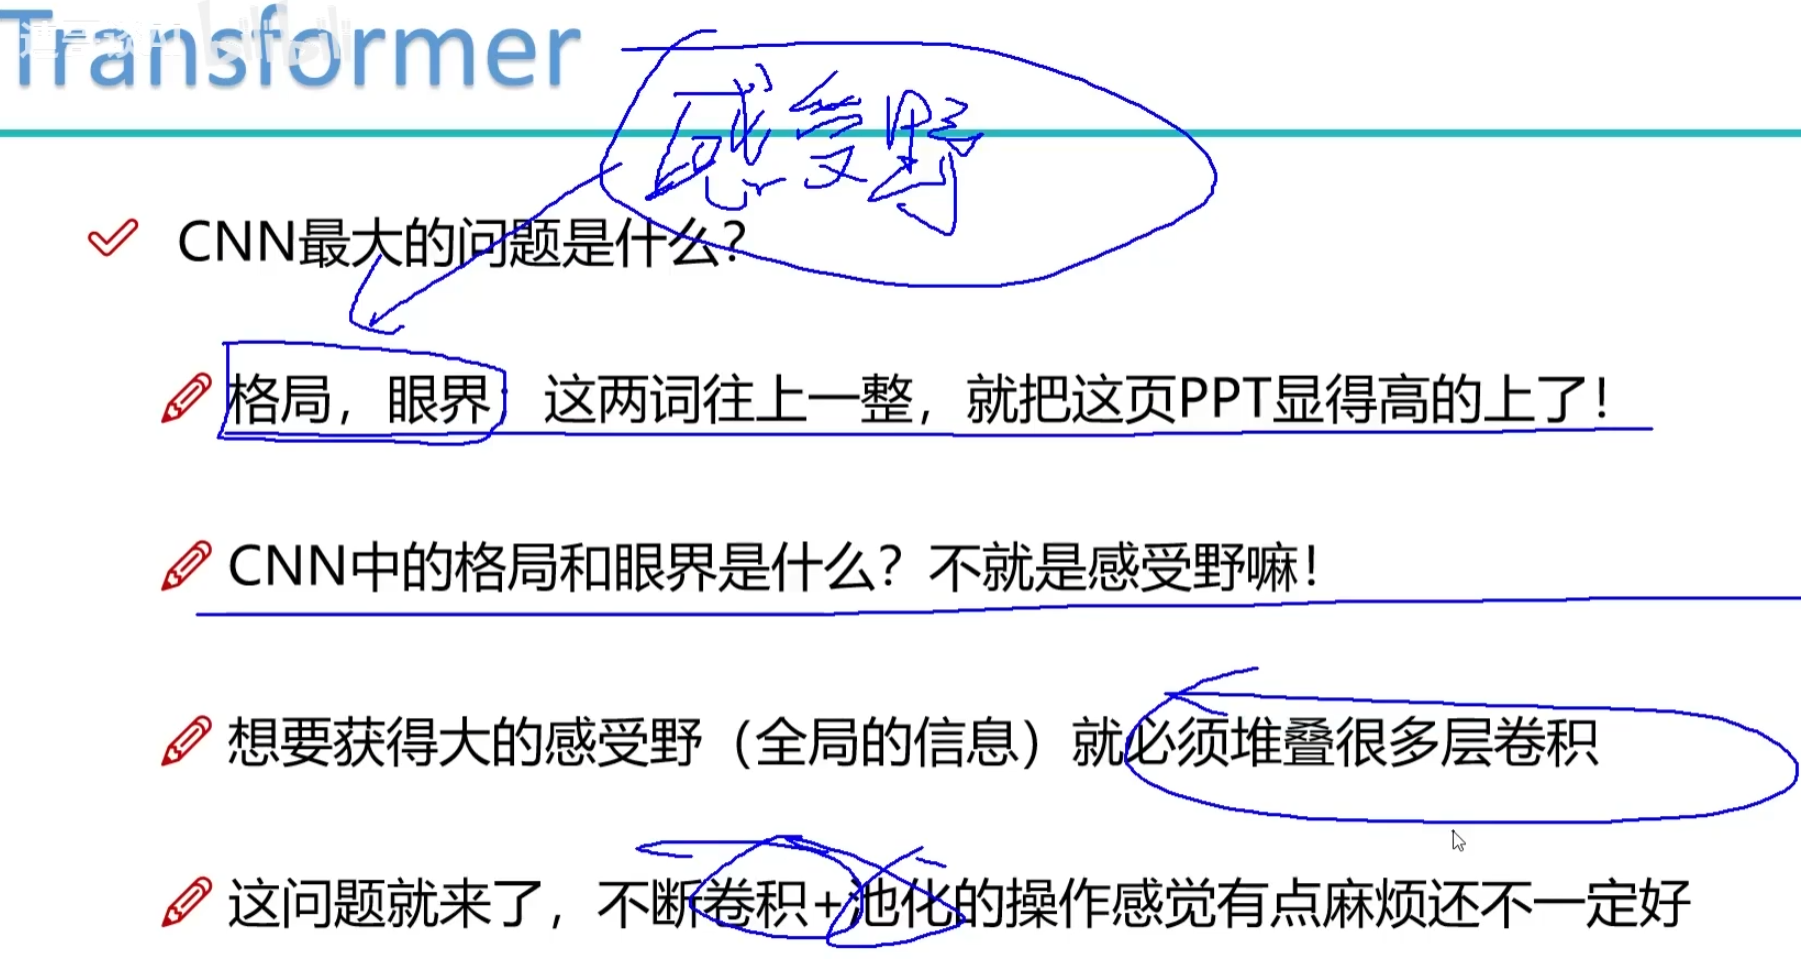 Transformer
感受野
CNN最大的问题是什么？
格局，眼界 这两词往上一整，就把这页PPT显得高的上了！
CNN中的格局和眼界是什么？不就是感受野嘛！
想要获得大的感受野（全局的信息）就必须堆叠很多层卷积
这问题就来了，不断卷积+池化的操作感觉有点麻烦还不一定好